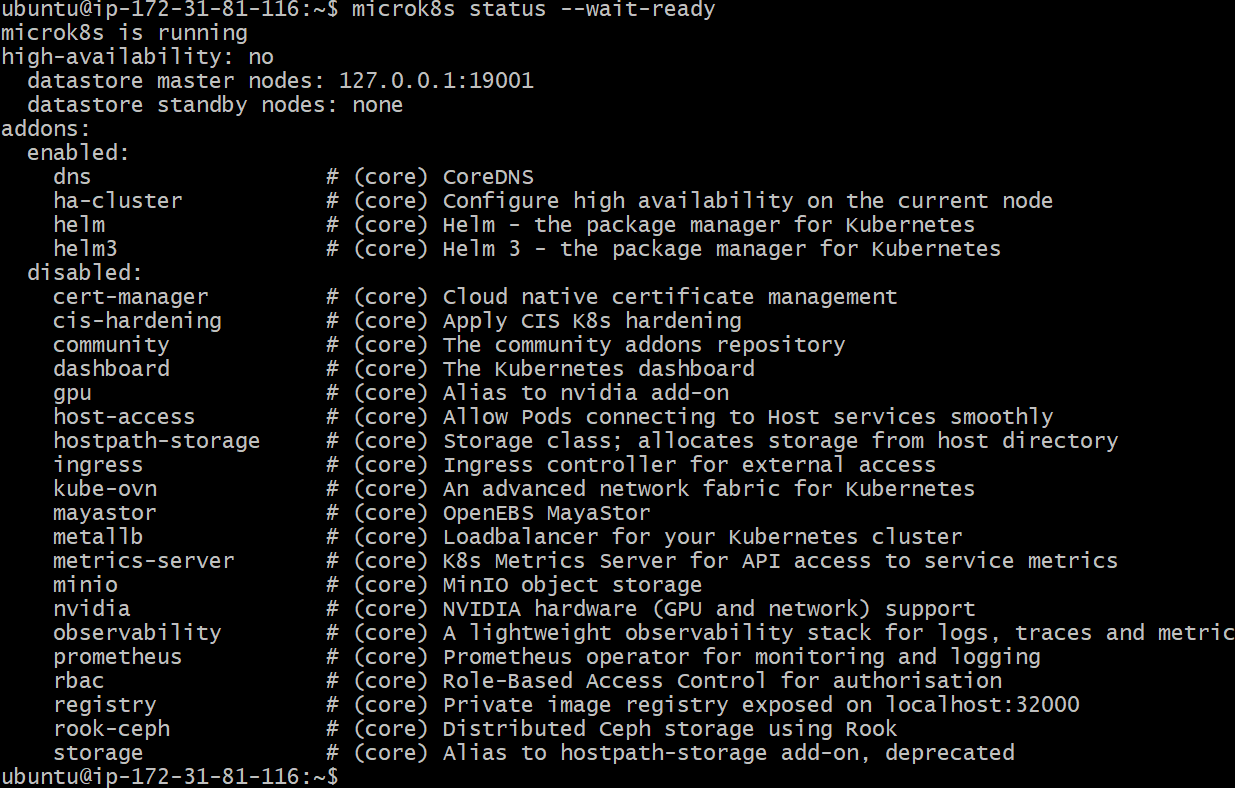 ubuntu@ip-172-31-81-116:~$ microk8s status --wait-ready
microk8s is running
high-availability: no
  datastore master nodes: 127.0.0.1:19001
  datastore standby nodes: none
addons:
  enabled:
    dns                  # (core) CoreDNS
    ha-cluster           # (core) Configure high availability on the current node
    helm                 # (core) Helm - the package manager for Kubernetes
    helm3                # (core) Helm 3 - the package manager for Kubernetes
  disabled:
    cert-manager         # (core) Cloud native certificate management
    cis-hardening        # (core) Apply CIS K8s hardening
    community            # (core) The community addons repository
    dashboard            # (core) The Kubernetes dashboard
    gpu                  # (core) Alias to nvidia add-on
    host-access          # (core) Allow Pods connecting to Host services smoothly
    hostpath-storage     # (core) Storage class; allocates storage from host directory
    ingress              # (core) Ingress controller for external access
    kube-ovn             # (core) An advanced network fabric for Kubernetes
    mayastor             # (core) OpenEBS MayaStor
    metallb              # (core) Loadbalancer for your Kubernetes cluster
    metrics-server       # (core) K8s Metrics Server for API access to service metrics
    minio                # (core) MinIO object storage
    nvidia               # (core) NVIDIA hardware (GPU and network) support
    observability        # (core) A lightweight observability stack for logs, traces and metric
    prometheus           # (core) Prometheus operator for monitoring and logging
    rbac                 # (core) Role-Based Access Control for authorisation
    registry             # (core) Private image registry exposed on localhost:32000
    rook-ceph            # (core) Distributed Ceph storage using Rook
    storage              # (core) Alias to hostpath-storage add-on, deprecated
ubuntu@ip-172-31-81-116:~$